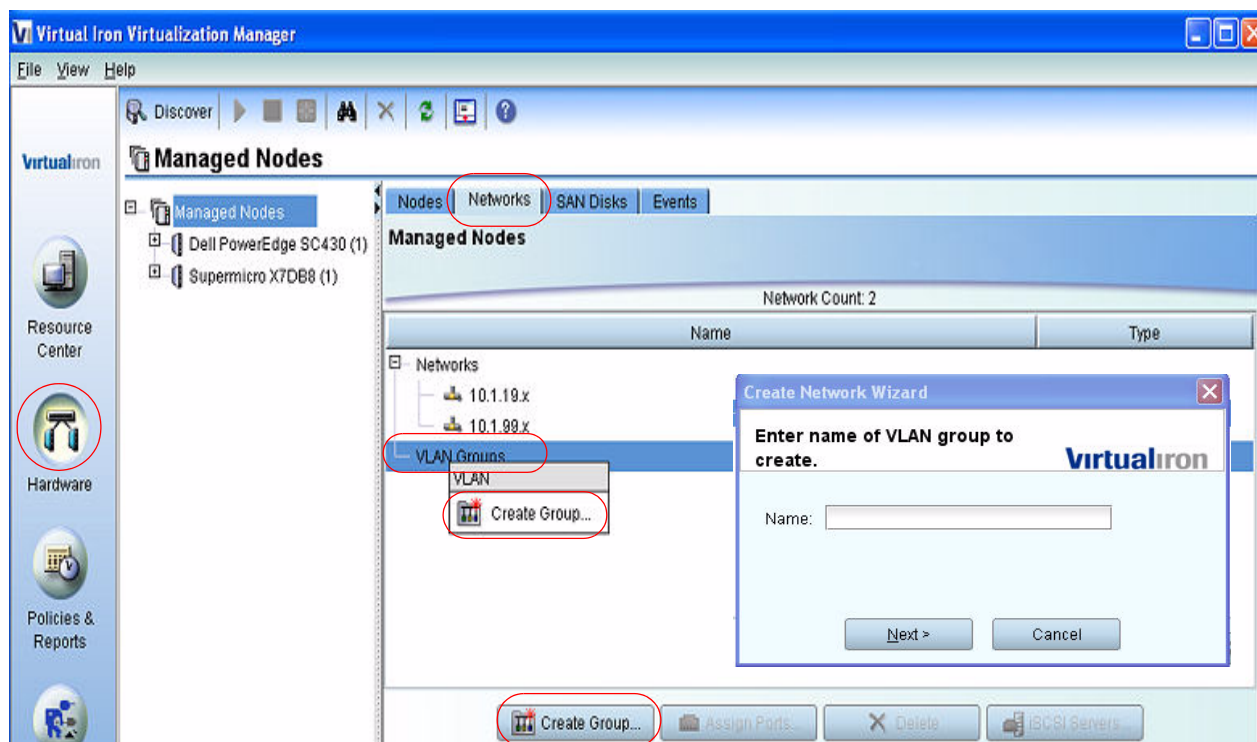 Virtual Iron Virtualization Manager
File View Help
Discover
Virtualiron
Managed Nodes
Managed Nodes
Dell PowerEdge SC430 (1)
Supermicro X7DB8 (1)
Resource
Center
Hardware
Policies &
Reports
Nodes Networks SAN Disks Events
Managed Nodes
Network Count: 2
Name Type
Networks
10.1.19.x
10.1.99.x
VLAN Groups
VLAN
Create Group...
Create Network Wizard
Enter name of VLAN group to
create.
Virtualiron
Name:
Next >
Cancel
Create Group... Assign Ports... Delete iSCSI Servers...